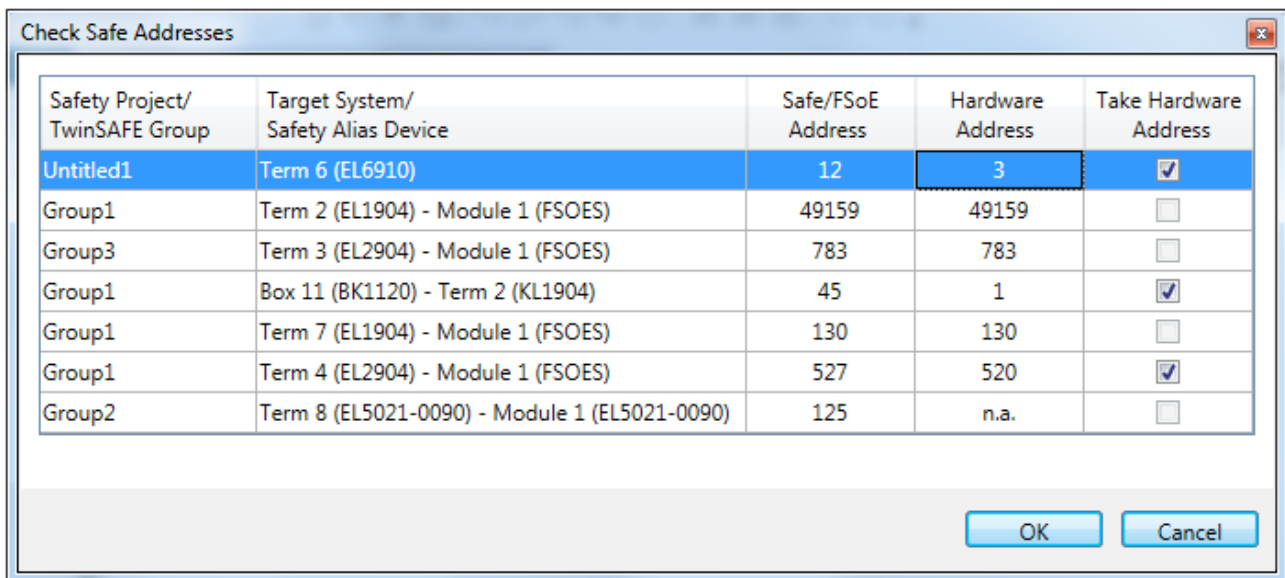 Check Safe Addresses
Safety Project/ Target System/ Safe/FSoE Hardware Take Hardware
TwinSAFE Group Safety Alias Device Address Address Address
Untitled1 Term 6 (EL6910) 12 3
Group1 Term 2 (EL1904) - Module 1 (FSOES) 49159 49159
Group3 Term 3 (EL2904) - Module 1 (FSOES) 783 783
Group1 Box 11 (BK1120) - Term 2 (KL1904) 45 1
Group1 Term 7 (EL1904) - Module 1 (FSOES) 130 130
Group1 Term 4 (EL2904) - Module 1 (FSOES) 527 520
Group2 Term 8 (EL5021-0090) - Module 1 (EL5021-0090) 125 n.a.
OK Cancel